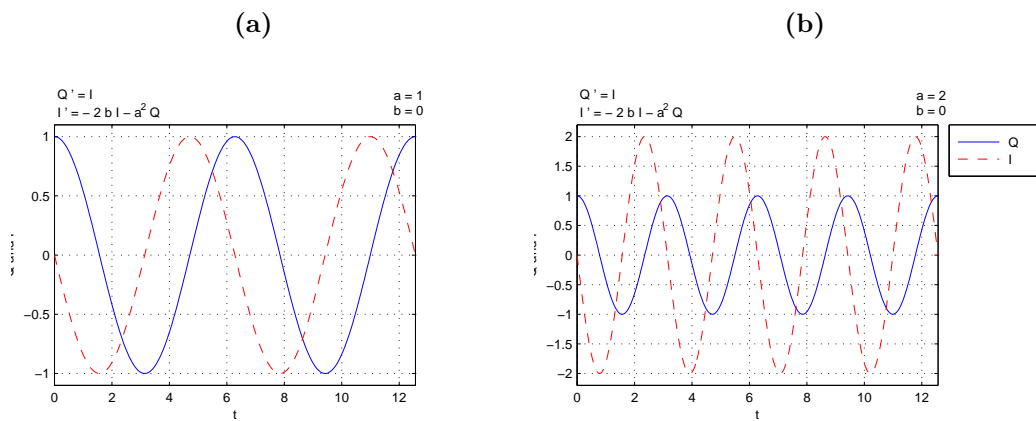 (a)
Q ' = I
I ' = − 2 b I − a² Q
a = 1
b = 0
1
0.5
0
−0.5
−1
0 2 4 6 8 10 12
t
(b)
Q ' = I
I ' = − 2 b I − a² Q
a = 2
b = 0
2
1.5
1
0.5
0
−0.5
−1
−1.5
−2
0 2 4 6 8 10 12
t
Q
I